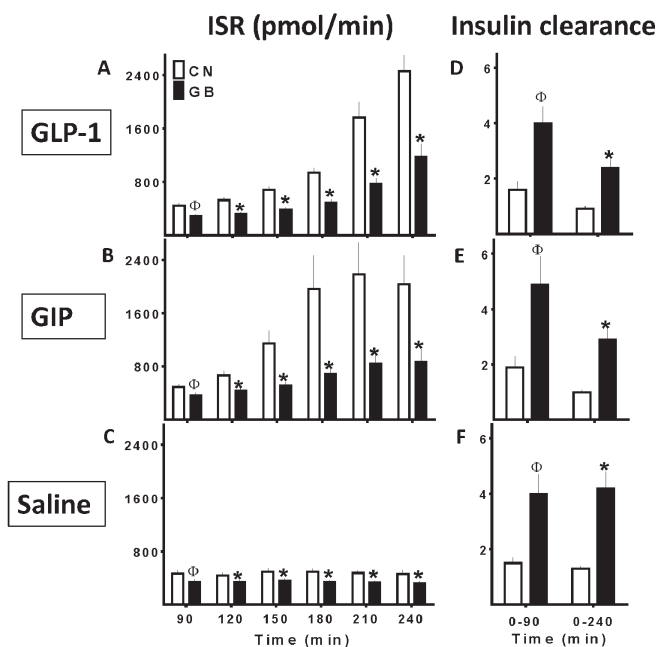 ISR (pmol/min) Insulin clearance
A
D
CN
GB
GLP-1
2400
1600
800
6
4
2
Φ
*
*
*
*
*
Φ
*
B
E
GIP
2400
1600
800
6
4
2
Φ
*
*
*
*
*
Φ
*
C
F
Saline
2400
1600
800
6
4
2
Φ
*
*
*
*
*
Φ
*
90 120 150 180 210 240
Time (min)
0-90 0-240
Time (min)